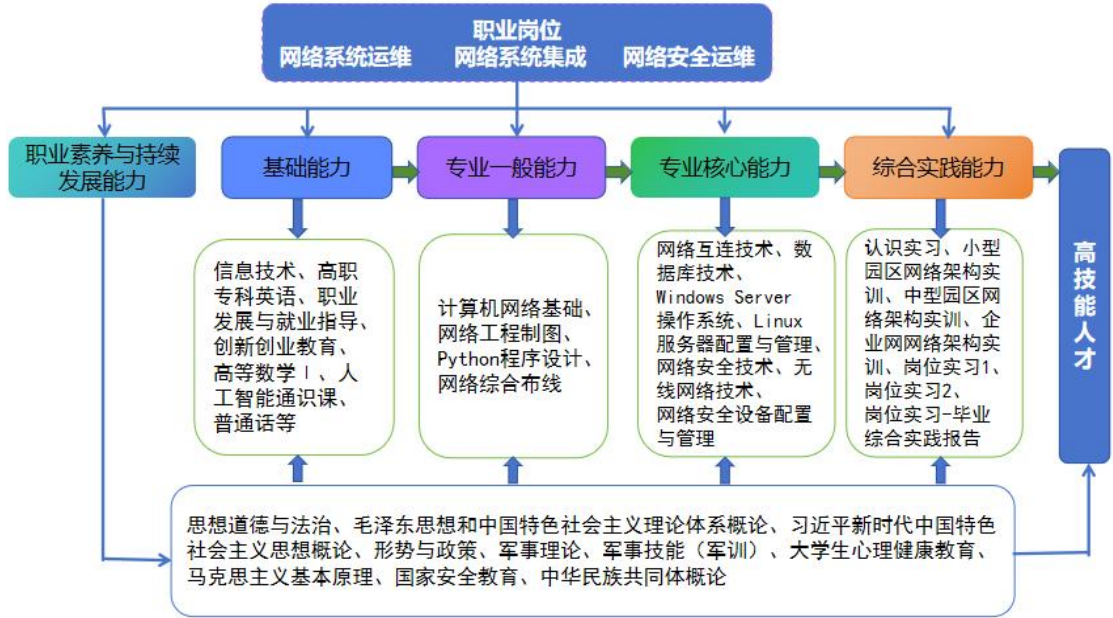 职业岗位
网络系统运维 网络系统集成 网络安全运维
职业素养与持续
发展能力
基础能力
专业一般能力
专业核心能力
综合实践能力
信息技术、高职
专科英语、职业
发展与就业指导、
创新创业教育、
高等数学Ⅰ、人
工智能通识课、
普通话等
计算机网络基础、
网络工程制图、
Python程序设计、
网络综合布线
网络互连技术、数
据库技术、
Windows Server
操作系统、Linux
服务器配置与管理、
网络安全技术、无
线网络技术、
网络安全设备配置
与管理
认识实习、小型
园区网络架构实
训、中型园区网
络架构实训、企
业网网络架构实
训、岗位实习1、
岗位实习2、
岗位实习-毕业
综合实践报告
高技能人才
思想道德与法治、毛泽东思想和中国特色社会主义理论体系概论、习近平新时代中国特色
社会主义思想概论、形势与政策、军事理论、军事技能（军训）、大学生心理健康教育、
马克思主义基本原理、国家安全教育、中华民族共同体概论